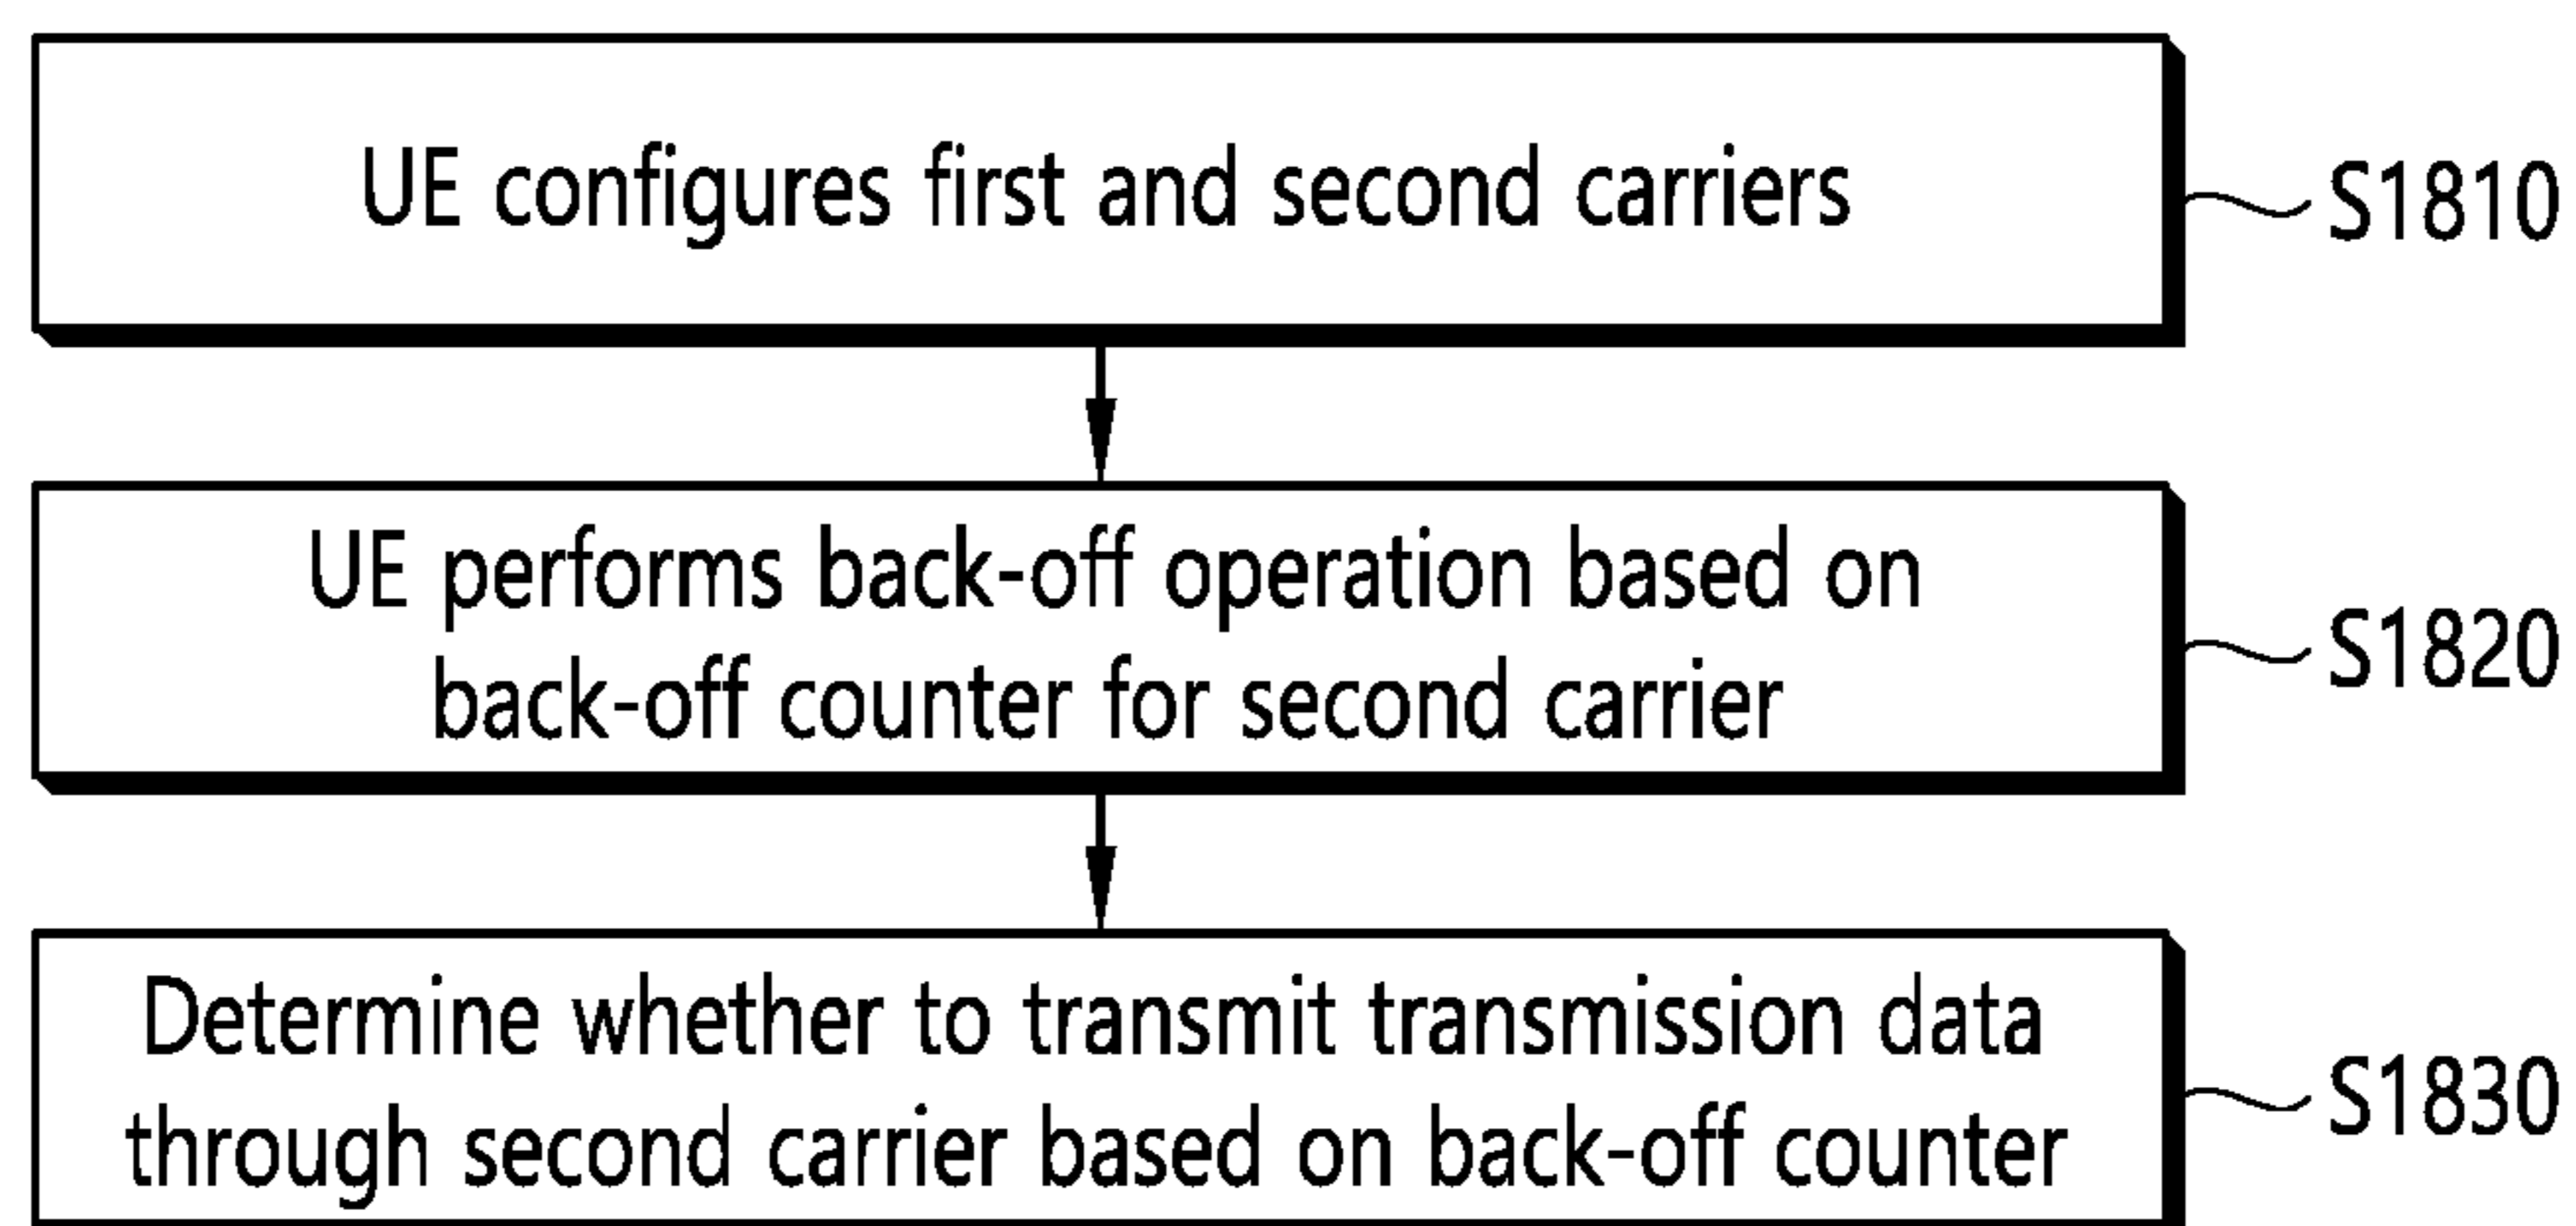 UE configures first and second carriers
S1810
UE performs back-off operation based on
back-off counter for second carrier
S1820
Determine whether to transmit transmission data
through second carrier based on back-off counter
S1830